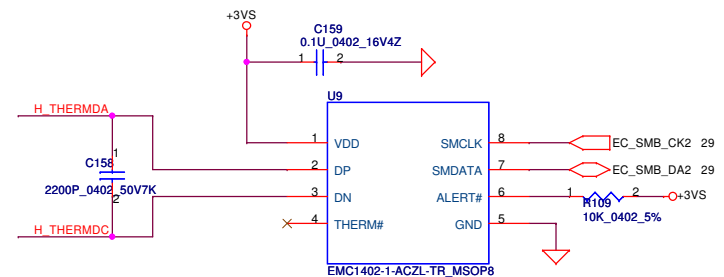 +3VS
C159
0.1U_0402_16V4Z
1 2
U9
H_THERMDA
1 VDD SMCLK 8 EC_SMB_CK2 29
1
C158
2200P_0402_50V7K
2
2 DP SMDATA 7 EC_SMB_DA2 29
3 DN ALERT# 6 1 2 +3VS
R109
10K_0402_5%
4 THERM# GND 5
H_THERMDC
EMC1402-1-ACZL-TR_MSOP8